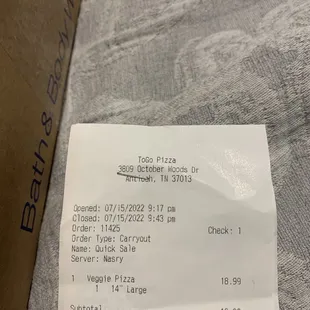 Bath & Body
ToGo Pizza
3809 October Woods Dr
Antioah, TN 37013
Opened: 07/15/2022 9:17 pm
Closed: 07/15/2022 9:43 pm
Order: 11425 Check: 1
Order Type: Carryout
Name: Quick Sale
Server: Nasry
1 Veggie Pizza 18.99
1 14" Large
Subtotal